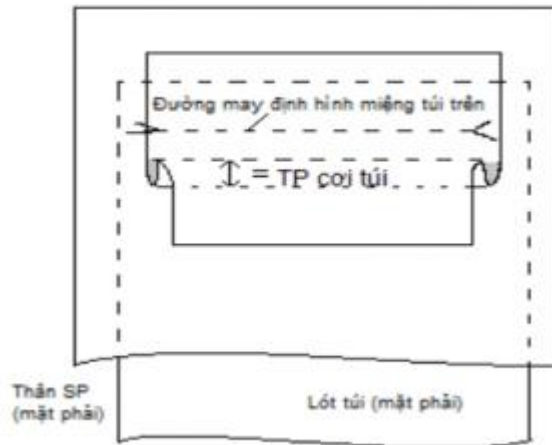 Đường may định hình miệng túi trên
= TP cơi túi
Thân SP
(mặt phải)
Lót túi (mặt phải)